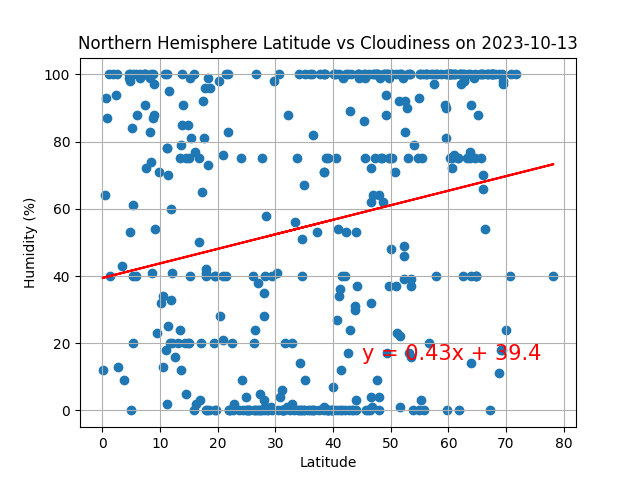 Northern Hemisphere Latitude vs Cloudiness on 2023-10-13
100
80
60
40
20
0
Humidity (%)
y = 0.43x + 39.4
0 10 20 30 40 50 60 70 80
Latitude